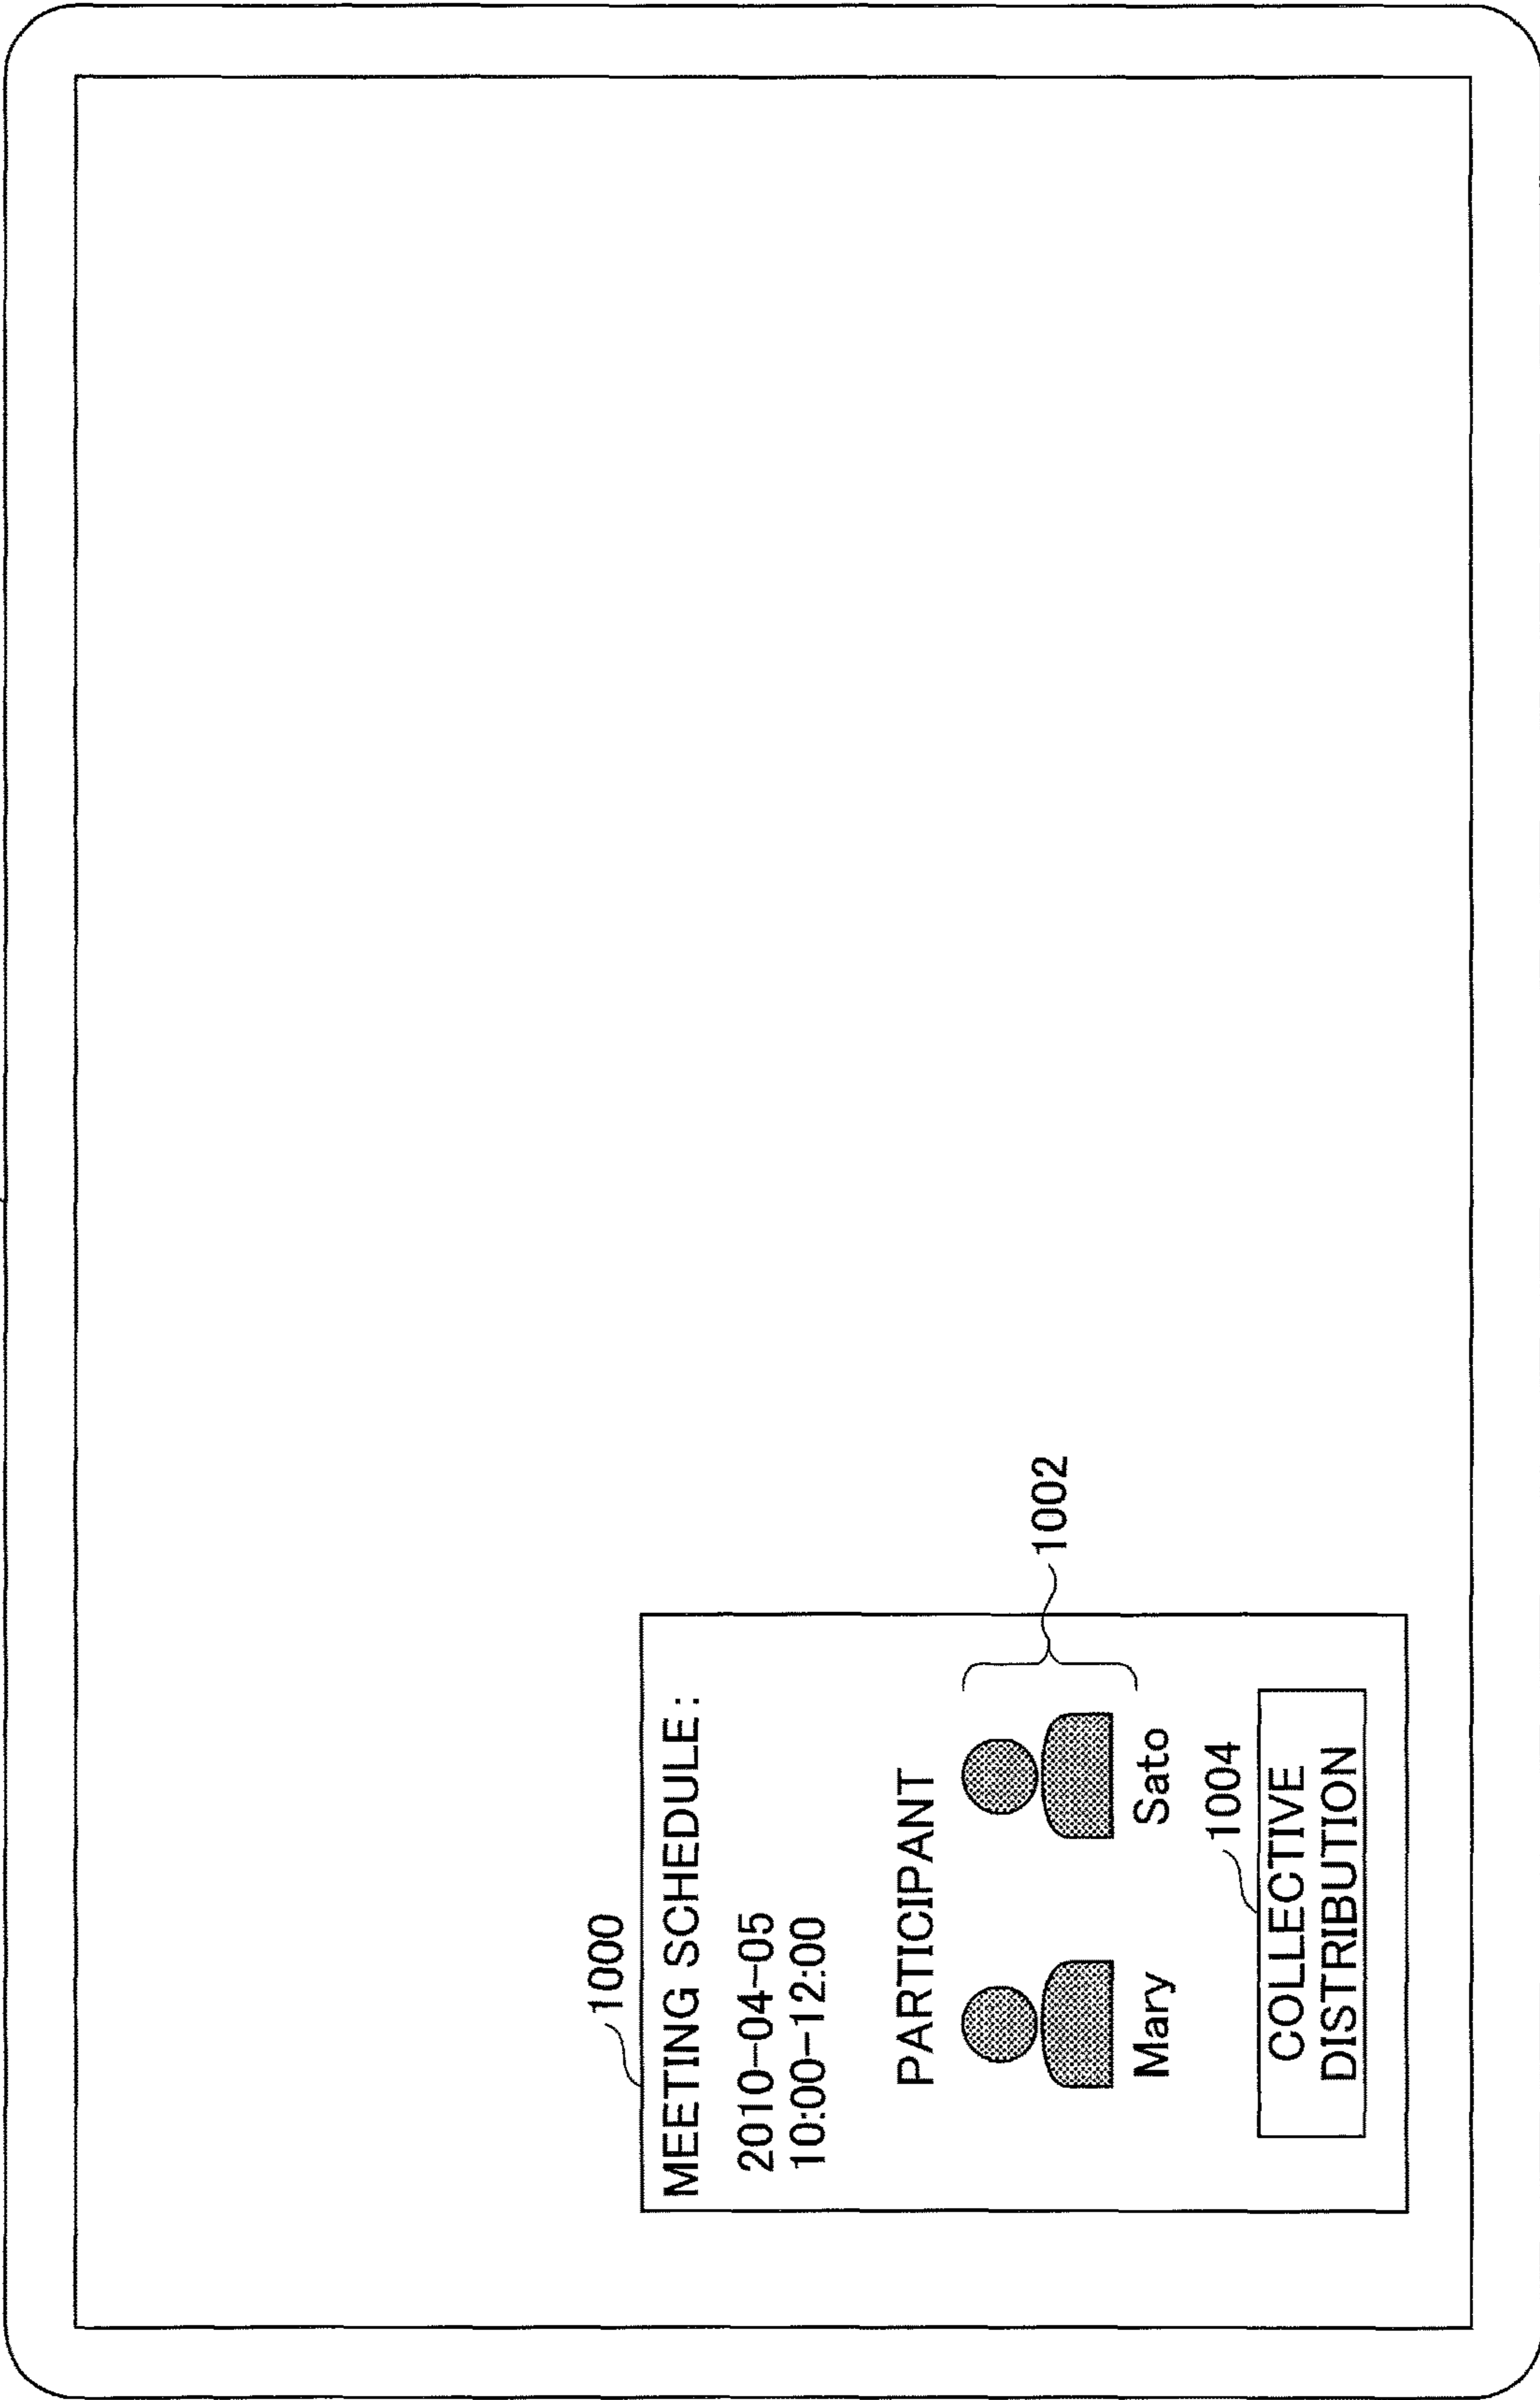 1000
MEETING SCHEDULE:
2010-04-05
10:00-12:00
PARTICIPANT
1002
Mary Sato
1004
COLLECTIVE
DISTRIBUTION